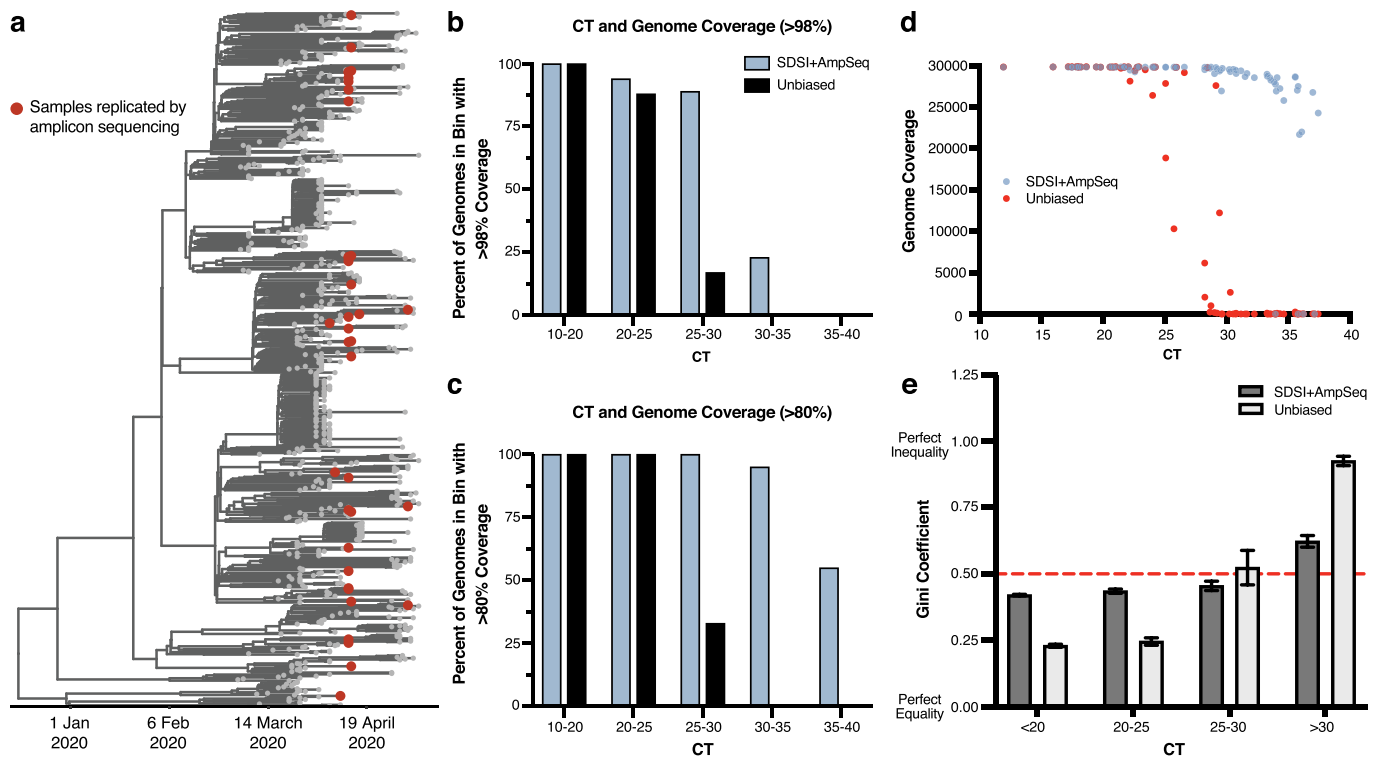 a
Samples replicated by
amplicon sequencing
1 Jan
2020
6 Feb
2020
14 March
2020
19 April
2020
b
CT and Genome Coverage (>98%)
SDSI+AmpSeq
Unbiased
Percent of Genomes in Bin with
>98% Coverage
100
75
50
25
0
10-20
20-25
25-30
30-35
35-40
CT
c
CT and Genome Coverage (>80%)
Percent of Genomes in Bin with
>80% Coverage
100
75
50
25
0
10-20
20-25
25-30
30-35
35-40
CT
d
Genome Coverage
30000
25000
20000
15000
10000
5000
0
SDSI+AmpSeq
Unbiased
10
15
20
25
30
35
40
CT
e
SDSI+AmpSeq
Unbiased
Gini Coefficient
1.25
1.00
0.75
0.50
0.25
0.00
Perfect
Inequality
Perfect
Equality
<20
20-25
25-30
>30
CT